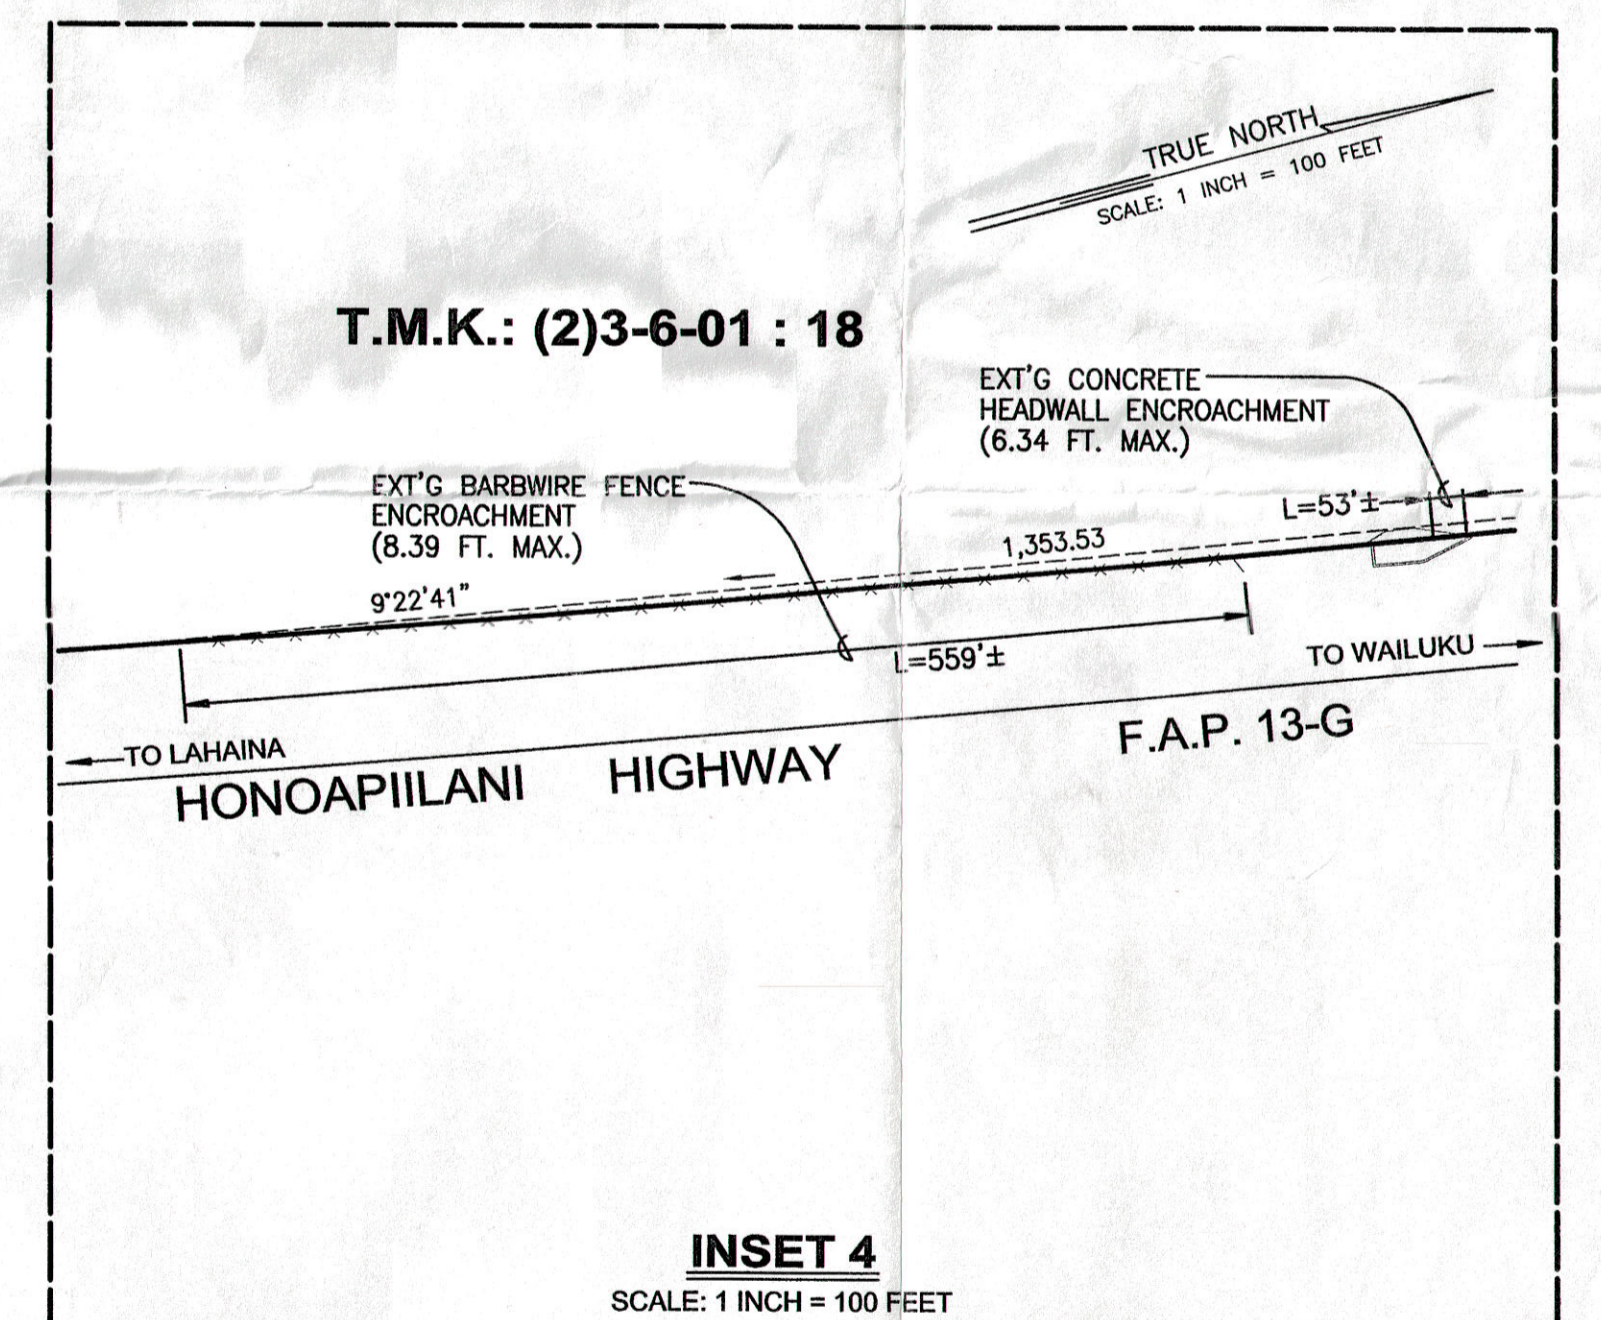 TRUE NORTH
SCALE: 1 INCH = 100 FEET
T.M.K.: (2)3-6-01 : 18
EXT'G CONCRETE
HEADWALL ENCROACHMENT
(6.34 FT. MAX.)
EXT'G BARBWIRE FENCE
ENCROACHMENT
(8.39 FT. MAX.)
L=53'±
1,353.53
9°22'41"
L=559'±
TO WAILUKU
TO LAHAINA
HONOAPIILANI HIGHWAY
F.A.P. 13-G
INSET 4
SCALE: 1 INCH = 100 FEET